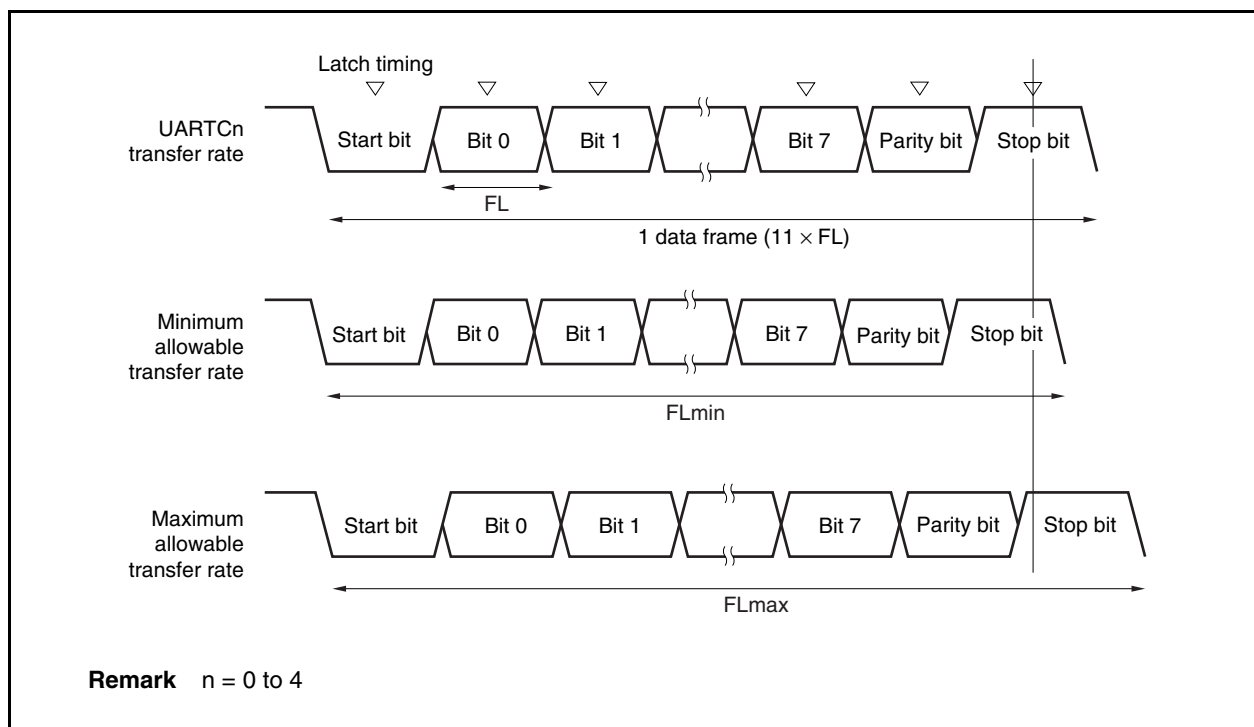 Latch timing
UARTCn
transfer rate
Start bit
Bit 0
Bit 1
Bit 7
Parity bit
Stop bit
FL
1 data frame (11 × FL)
Minimum
allowable
transfer rate
Start bit
Bit 0
Bit 1
Bit 7
Parity bit
Stop bit
FLmin
Maximum
allowable
transfer rate
Start bit
Bit 0
Bit 1
Bit 7
Parity bit
Stop bit
FLmax
Remark n = 0 to 4